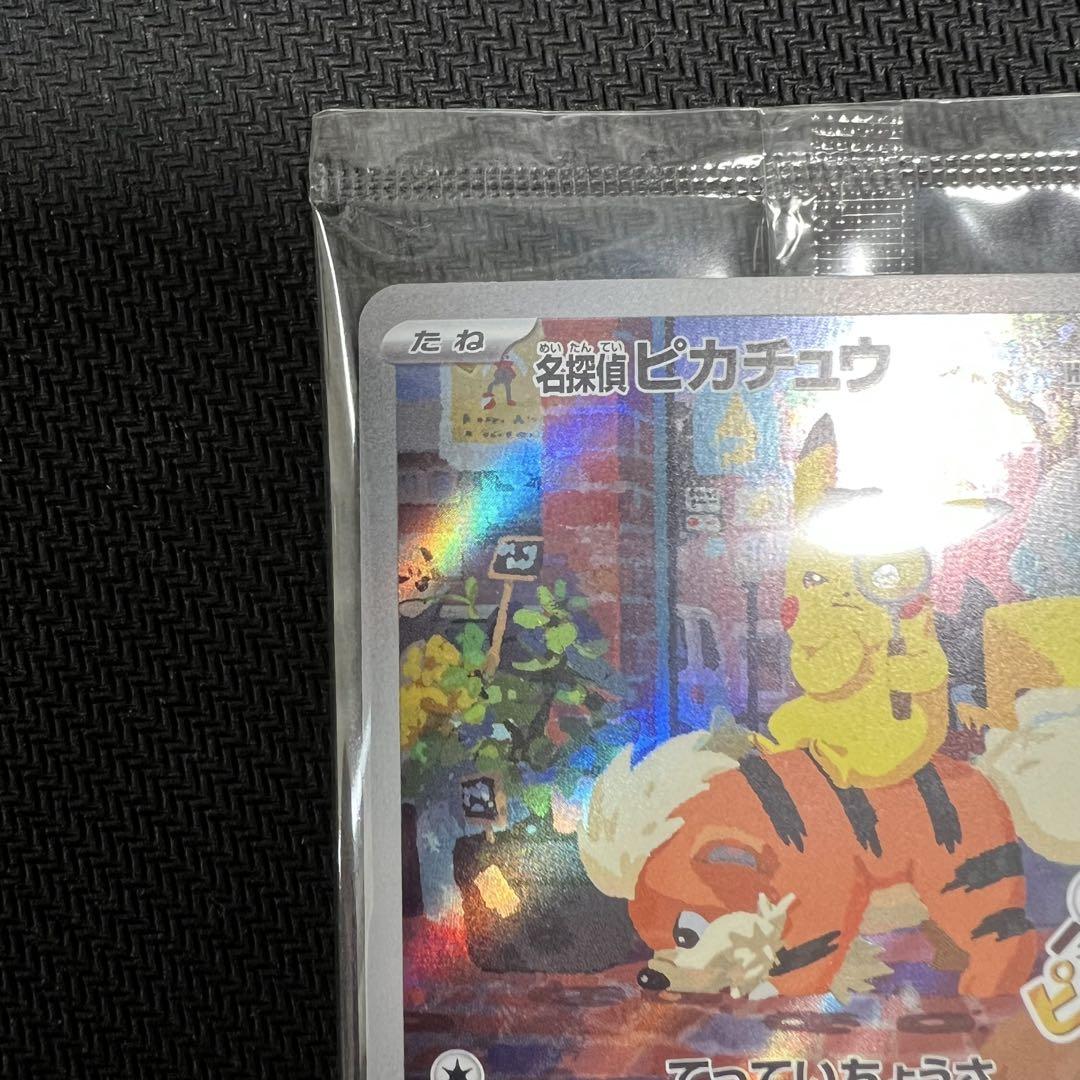 たね
めいたんてい
名探偵ピカチュウ
H
ピ
てっていちょうさ